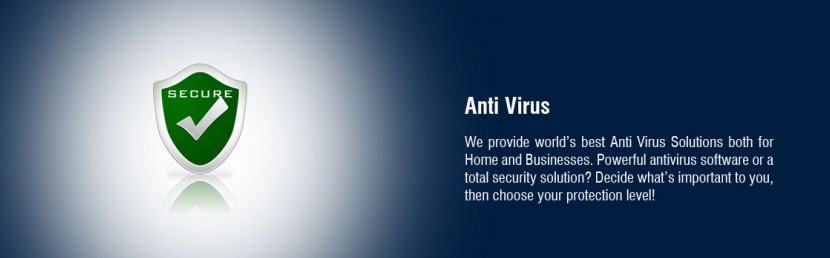 SECURE
Anti Virus
We provide world's best Anti Virus Solutions both for
Home and Businesses. Powerful antivirus software or a
total security solution? Decide what's important to you,
then choose your protection level!